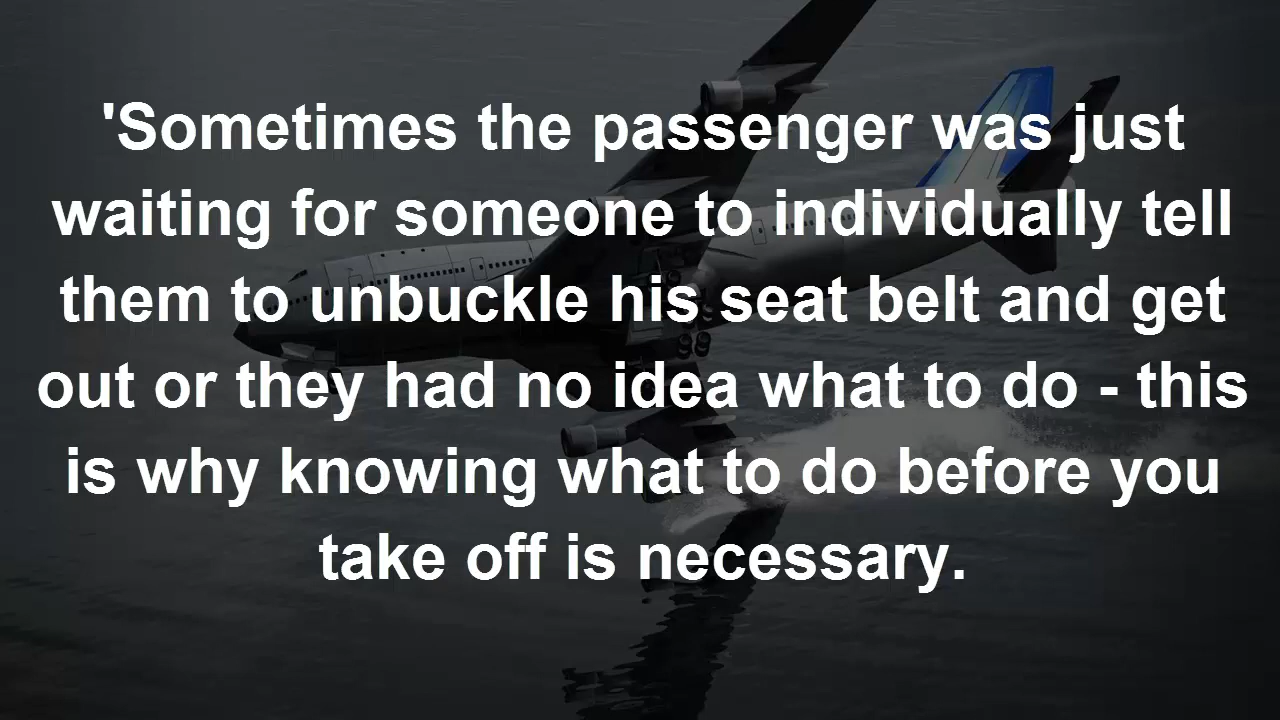 'Sometimes the passenger was just
waiting for someone to individually tell
them to unbuckle his seat belt and get
out or they had no idea what to do - this
is why knowing what to do before you
take off is necessary.